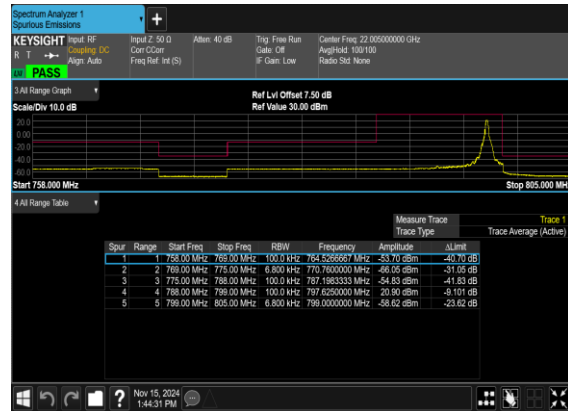 Spectrum Analyzer 1
Spurious Emissions
+
KEYSIGHT Input: RF Input Z: 50 Ω Atten: 40 dB Trig: Free Run Center Freq: 22.005000000 GHz
R T Coupling: DC Corr CCorr Gate: Off Avg|Hold: 100/100
Align: Auto Freq Ref: Int (S) IF Gain: Low Radio Std: None
PASS
3 All Range Graph
Ref Lvl Offset 7.50 dB
Scale/Div 10.0 dB Ref Value 30.00 dBm
20.0
0.00
-20.0
-40.0
-60.0
Start 758.000 MHz Stop 805.000 MHz
4 All Range Table
Measure Trace Trace 1
Trace Type Trace Average (Active)
Spur Range Start Freq Stop Freq RBW Frequency Amplitude ΔLimit
1 1 758.00 MHz 769.00 MHz 100.0 kHz 764.5266667 MHz -53.70 dBm -40.70 dB
2 2 769.00 MHz 775.00 MHz 6.800 kHz 770.7600000 MHz -66.05 dBm -31.05 dB
3 3 775.00 MHz 788.00 MHz 100.0 kHz 787.1983333 MHz -54.83 dBm -41.83 dB
4 4 788.00 MHz 799.00 MHz 100.0 kHz 797.6250000 MHz 20.90 dBm -9.101 dB
5 5 799.00 MHz 805.00 MHz 6.800 kHz 799.0000000 MHz -58.62 dBm -23.62 dB
? Nov 15, 2024
1:44:31 PM